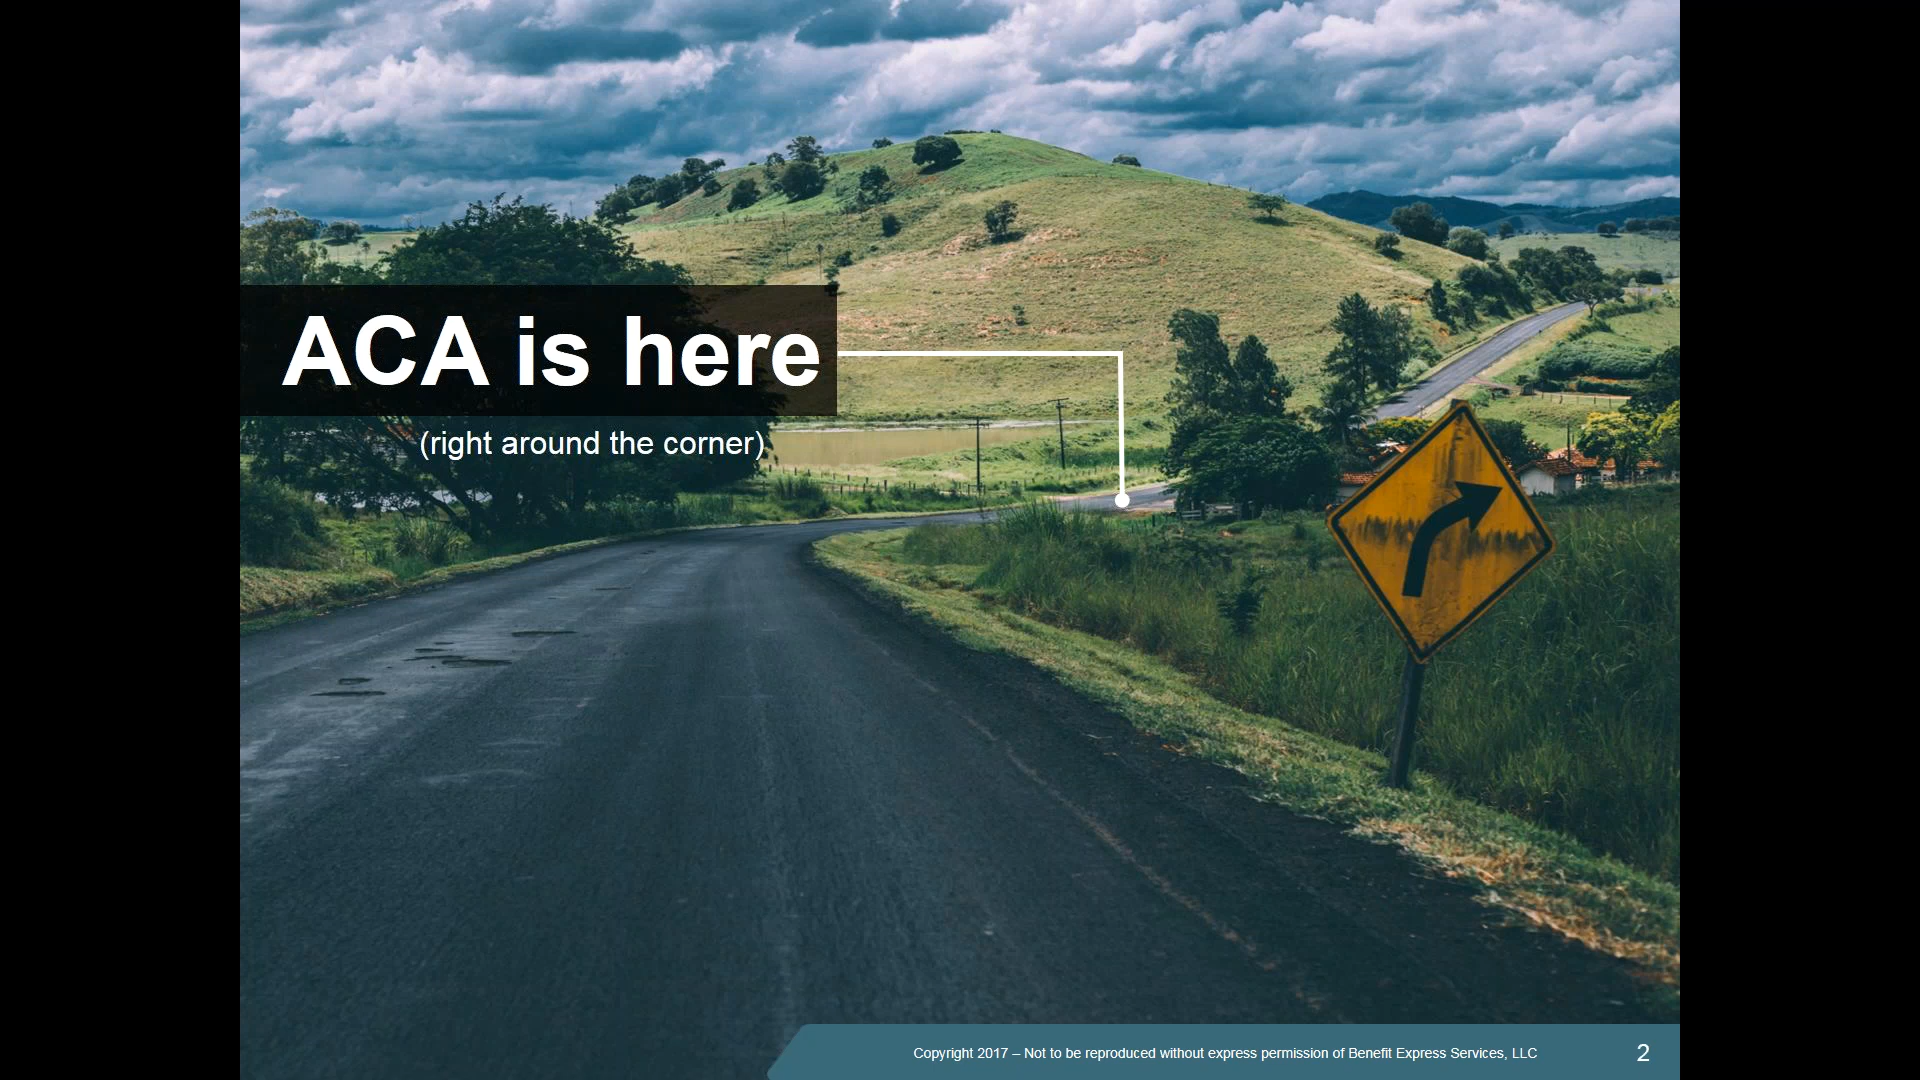 ACA is here
(right around the corner)
Copyright 2017 – Not to be reproduced without express permission of Benefit Express Services, LLC
2